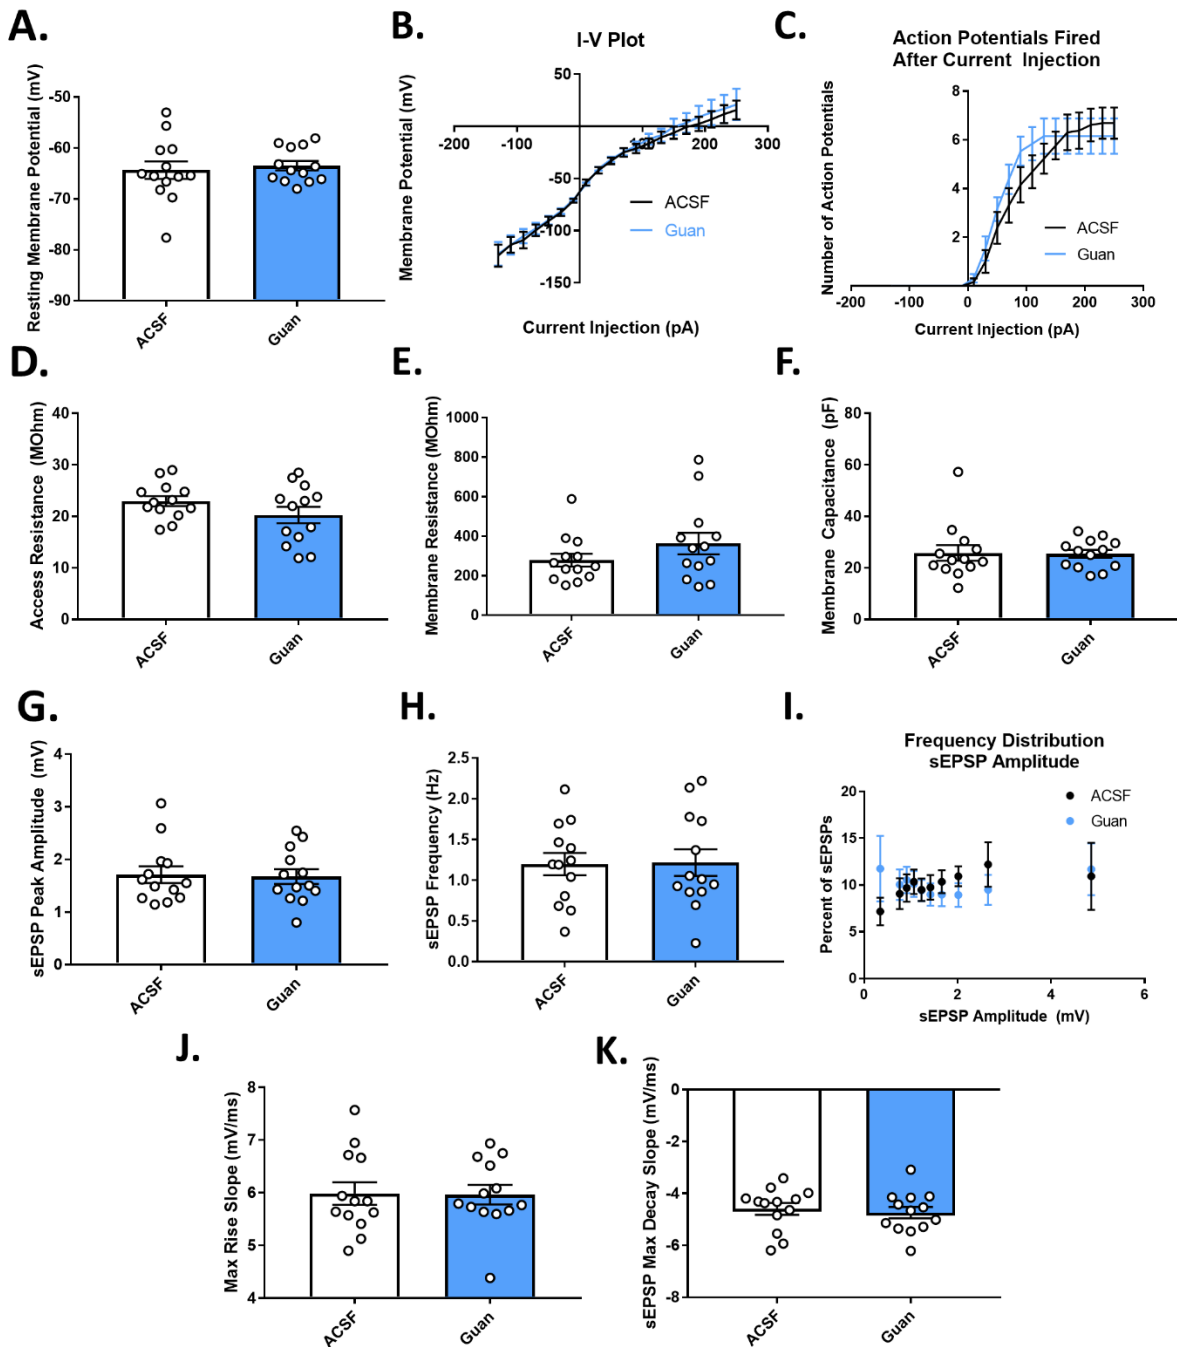 A.
Resting Membrane Potential (mV)
-50
-60
-70
-80
-90
ACSF
Guan
B.
I-V Plot
Membrane Potential (mV)
50
-200
-100
100
200
300
-50
-100
-150
ACSF
Guan
Current Injection (pA)
C.
Action Potentials Fired
After Current Injection
Number of Action Potentials
8
6
4
2
ACSF
Guan
-200
-100
0
100
200
300
Current Injection (pA)
D.
Access Resistance (MOhm)
40
30
20
10
0
ACSF
Guan
E.
Membrane Resistance (MOhm)
1000
800
600
400
200
0
ACSF
Guan
F.
Membrane Capacitance (pF)
80
60
40
20
0
ACSF
Guan
G.
sEPSP Peak Amplitude (mV)
4
3
2
1
0
ACSF
Guan
H.
sEPSP Frequency (Hz)
2.5
2.0
1.5
1.0
0.5
0.0
ACSF
Guan
I.
Frequency Distribution
sEPSP Amplitude
ACSF
Guan
Percent of sEPSPs
20
15
10
5
0
0
2
4
6
sEPSP Amplitude (mV)
J.
Max Rise Slope (mV/ms)
8
7
6
5
4
ACSF
Guan
K.
sEPSP Max Decay Slope (mV/ms)
0
-2
-4
-6
-8
ACSF
Guan